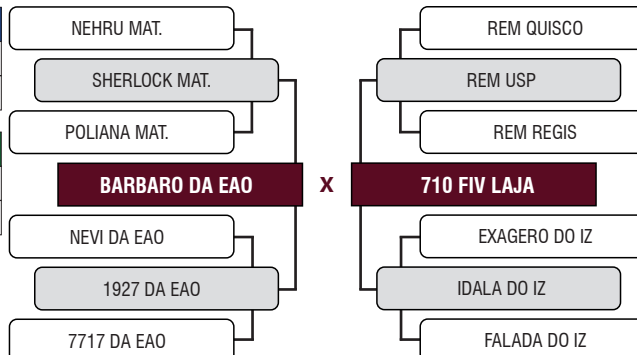 NEHRU MAT.
SHERLOCK MAT.
POLIANA MAT.
BARBARO DA EAO
NEVI DA EAO
1927 DA EAO
7717 DA EAO
X
REM QUISCO
REM USP
REM REGIS
710 FIV LAJA
EXAGERO DO IZ
IDALA DO IZ
FALADA DO IZ